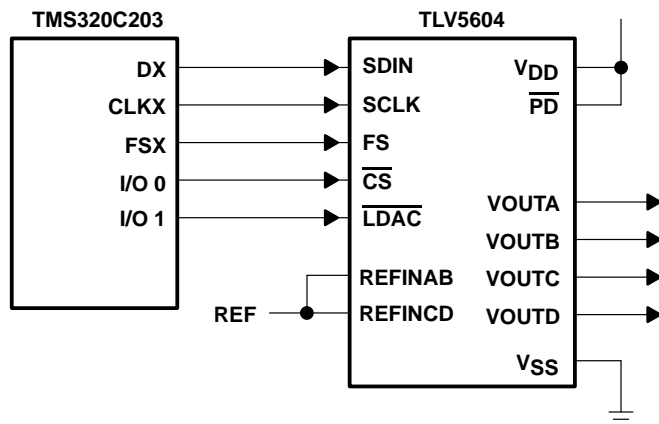 TMS320C203
TLV5604
DX
CLKX
FSX
I/O 0
I/O 1
REF
SDIN
SCLK
FS
CS
LDAC
REFINAB
REFINCD
VDD
PD
VOUTA
VOUTB
VOUTC
VOUTD
VSS